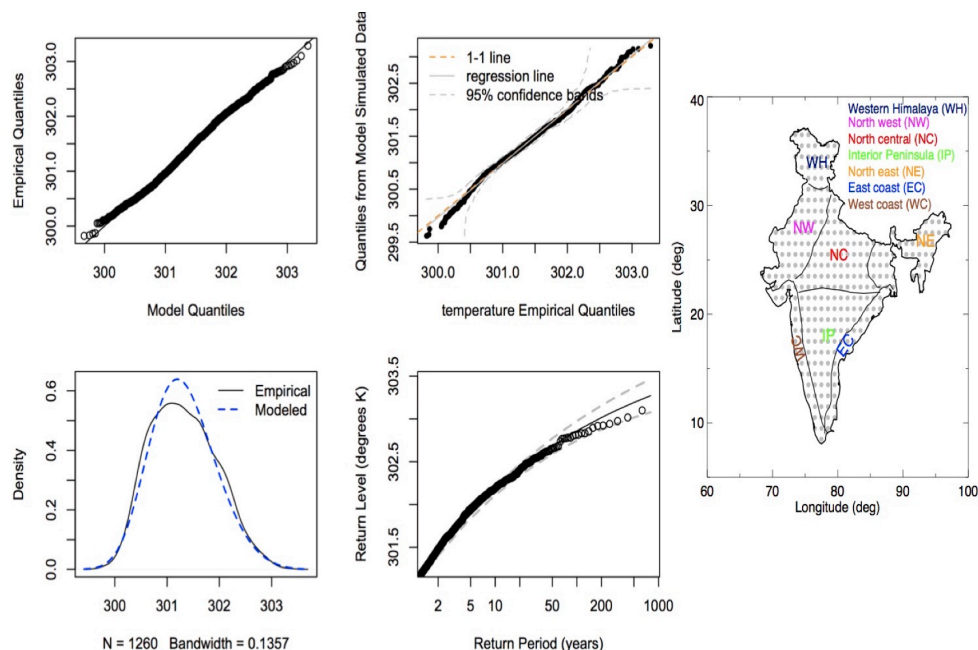 Empirical Quantiles
303.0
302.0
301.0
300.0
300
301
302
303
Model Quantiles
Quantiles from Model Simulated Data
302.5
301.5
300.5
299.5
1-1 line
regression line
95% confidence bands
300.0
301.0
302.0
303.0
temperature Empirical Quantiles
Density
0.6
0.4
0.2
0.0
Empirical
Modeled
300
301
302
303
N = 1260 Bandwidth = 0.1357
Return Level (degrees K)
303.5
302.5
301.5
2
5
10
50
200
1000
Return Period (years)
Latitude (deg)
40
30
20
10
Western Himalaya (WH)
North west (NW)
North central (NC)
Interior Peninsula (IP)
North east (NE)
East coast (EC)
West coast (WC)
WH
NW
NC
NE
IP
WC
EC
60
70
80
90
100
Longitude (deg)